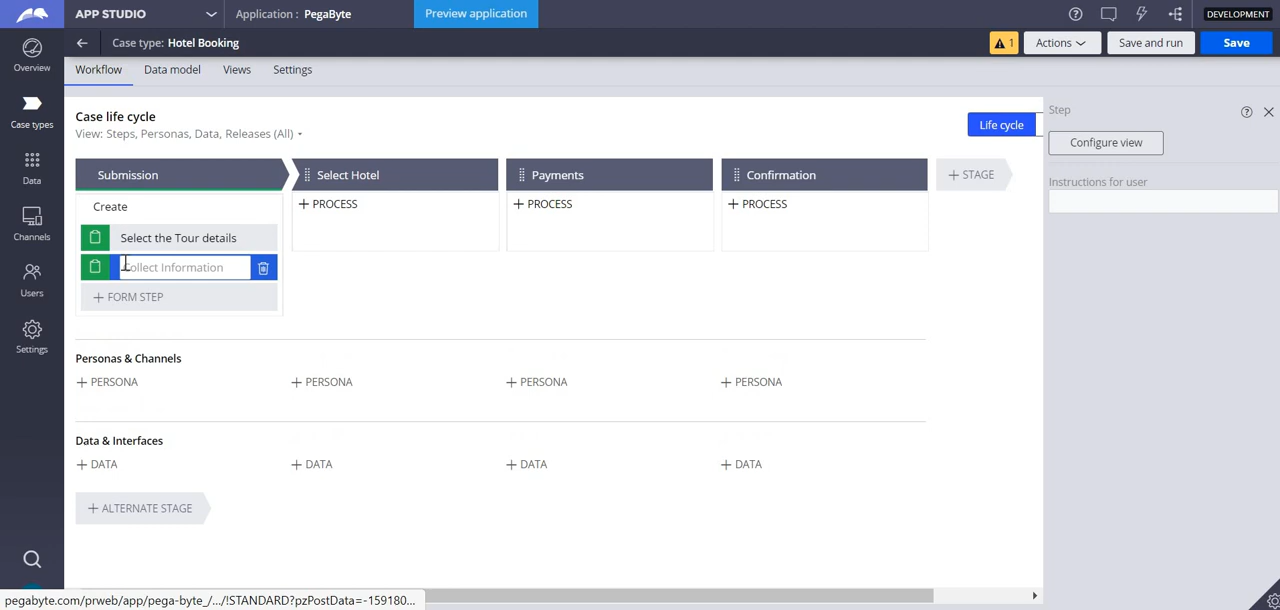 APP STUDIO
Application : PegaByte
Preview application
DEVELOPMENT
Overview
Case type: Hotel Booking
1
Actions
Save and run
Save
Workflow
Data model
Views
Settings
Case types
Data
Channels
Users
Settings
Case life cycle
View: Steps, Personas, Data, Releases (All)
Life cycle
Submission
Select Hotel
Payments
Confirmation
+ STAGE
Create
+ PROCESS
+ PROCESS
+ PROCESS
Select the Tour details
Collect Information
+ FORM STEP
Personas & Channels
+ PERSONA
+ PERSONA
+ PERSONA
+ PERSONA
Data & Interfaces
+ DATA
+ DATA
+ DATA
+ DATA
+ ALTERNATE STAGE
Step
Configure view
Instructions for user
pegabyte.com/prweb/app/pega-byte_/.../!STANDARD?pzPostData=-159180...